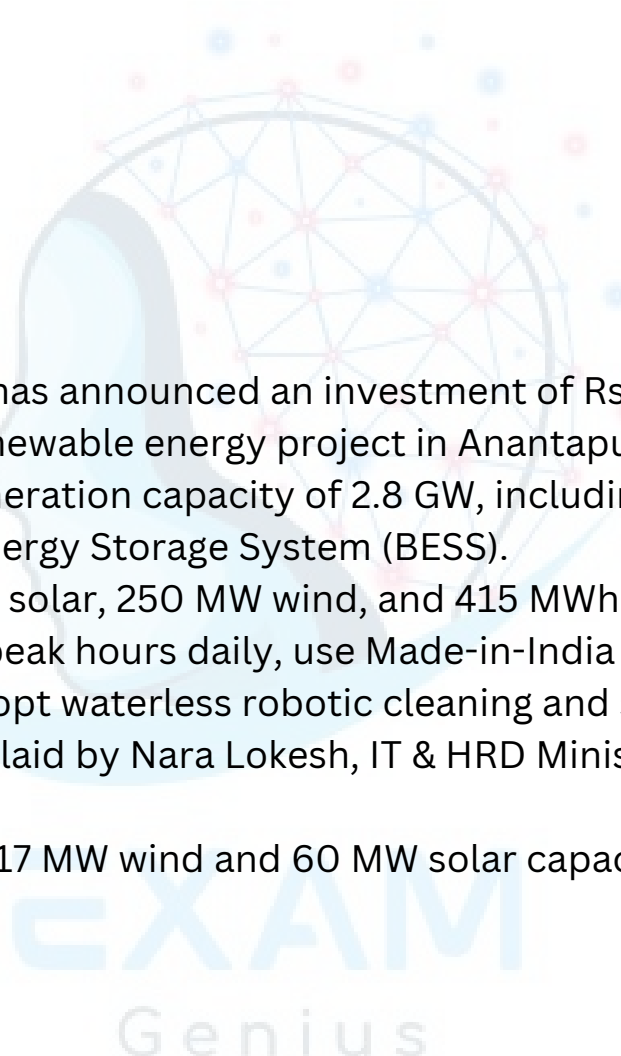 has announced an investment of Rs
newable energy project in Anantapu
neration capacity of 2.8 GW, includin
ergy Storage System (BESS).
solar, 250 MW wind, and 415 MWh
peak hours daily, use Made-in-India
opt waterless robotic cleaning and
laid by Nara Lokesh, IT & HRD Minis
17 MW wind and 60 MW solar capac
EXAM
Genius